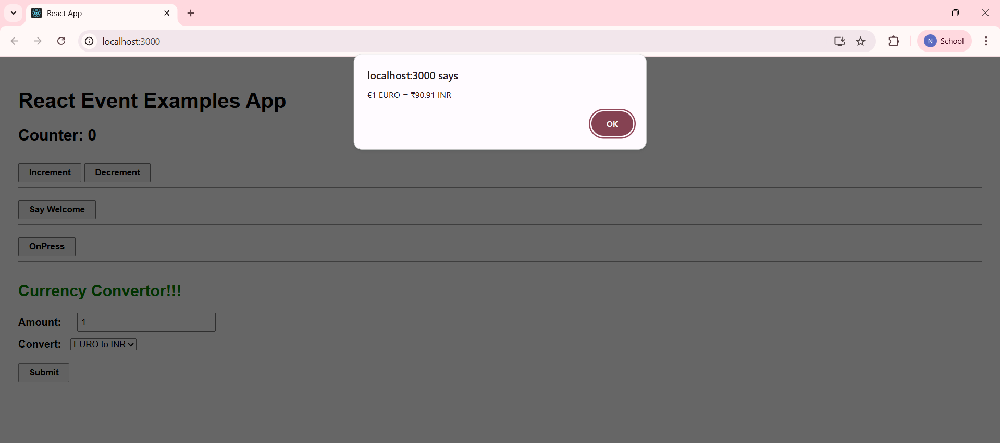 React App
localhost:3000
N School
localhost:3000 says
€1 EURO = ₹90.91 INR
OK
React Event Examples App
Counter: 0
Increment Decrement
Say Welcome
OnPress
Currency Convertor!!!
Amount: 1
Convert: EURO to INR
Submit